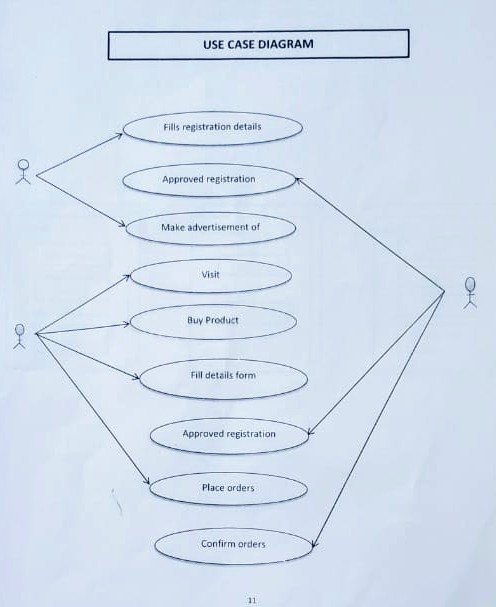 USE CASE DIAGRAM
Fills registration details
Approved registration
Make advertisement of
Visit
Buy Product
Fill details form
Approved registration
Place orders
Confirm orders
11